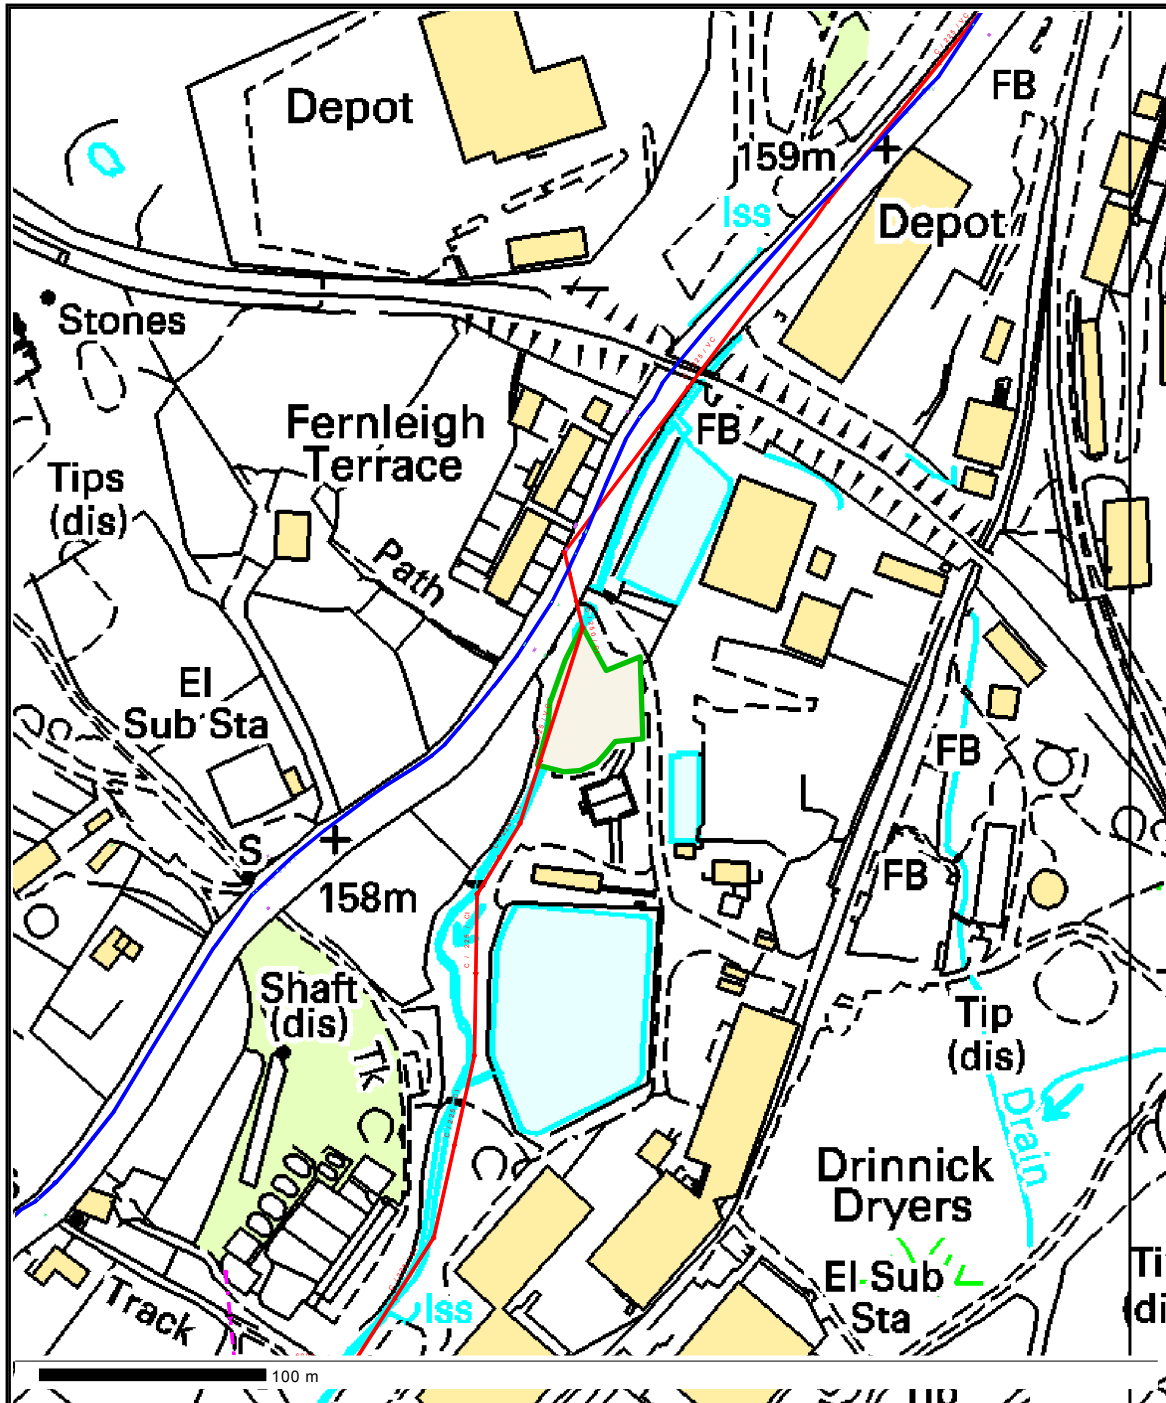 Depot
FB
159m
Iss
Depot
Stones
Fernleigh
Terrace
FB
Tips
(dis)
Path
El
Sub Sta
FB
S
FB
158m
Shaft
(dis)
Tk
Tip
(dis)
Drain
Drinnick
Dryers
El Sub
Sta
Iss
Track
100 m